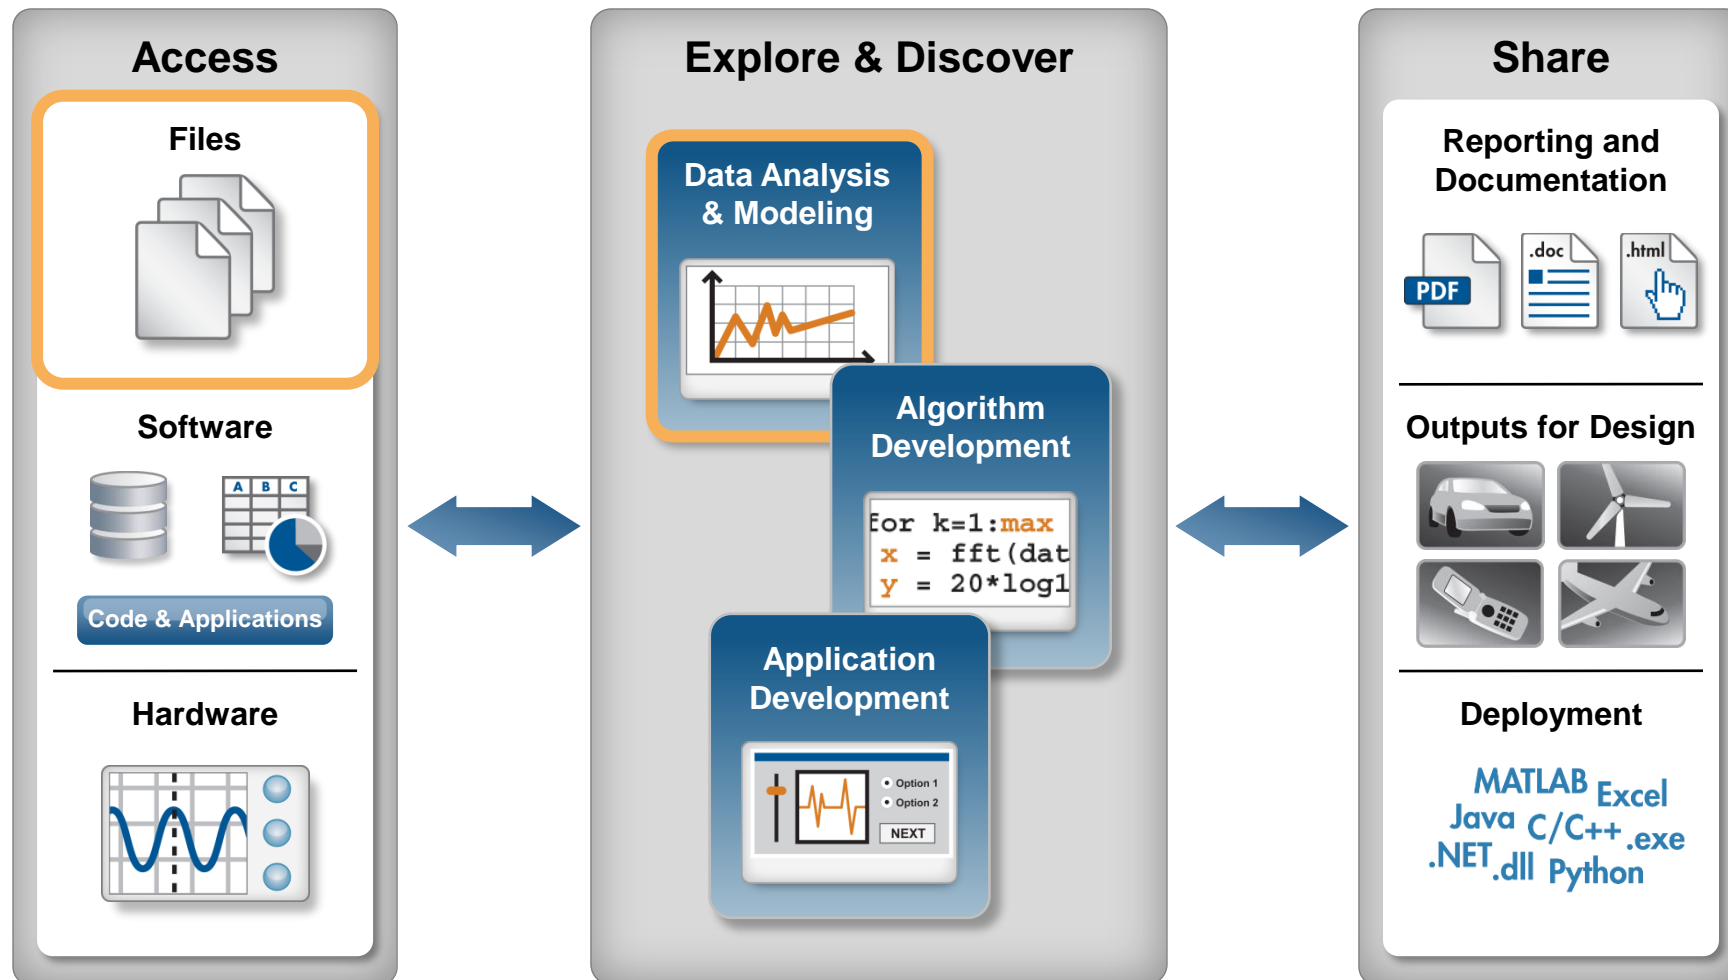 Access
Files
Software
A B C
Code & Applications
Hardware
Explore & Discover
Data Analysis
& Modeling
Algorithm
Development
for k=1:max
x = fft(dat
y = 20*log1
Application
Development
Option 1
Option 2
NEXT
Share
Reporting and
Documentation
PDF
.doc
.html
Outputs for Design
Deployment
MATLAB Excel
Java C/C++ .exe
.NET .dll Python